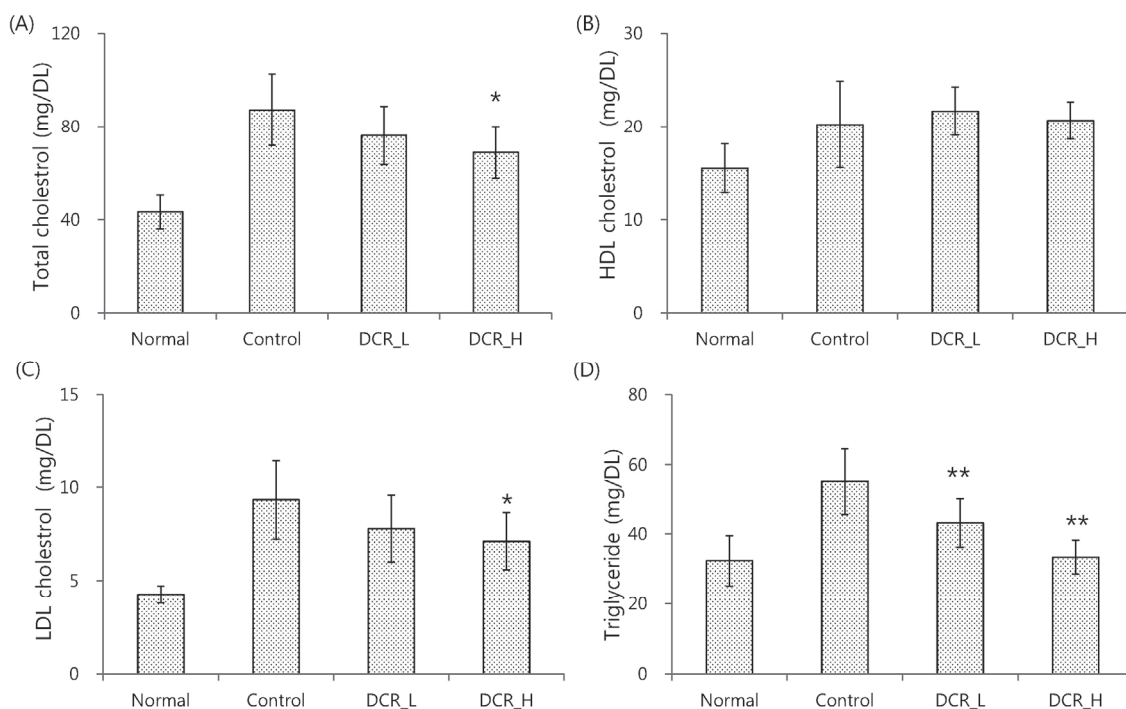 (A)
Total cholestrol (mg/DL)
120
80
40
0
*
Normal Control DCR_L DCR_H
(B)
HDL cholestrol (mg/DL)
30
20
10
0
Normal Control DCR_L DCR_H
(C)
LDL cholestrol (mg/DL)
15
10
5
0
*
Normal Control DCR_L DCR_H
(D)
Triglyceride (mg/DL)
80
60
40
20
0
**
**
Normal Control DCR_L DCR_H